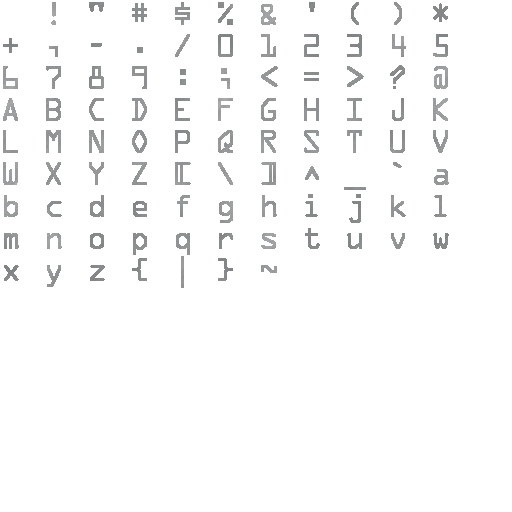 ! " # $ % & ' ( ) *
+ , - . / 0 1 2 3 4 5
6 7 8 9 : ; < = > ? @
A B C D E F G H I J K
L M N O P Q R S T U V
W X Y Z [ \ ] ^ _ ` a
b c d e f g h i j k l
m n o p q r s t u v w
x y z { | } ~